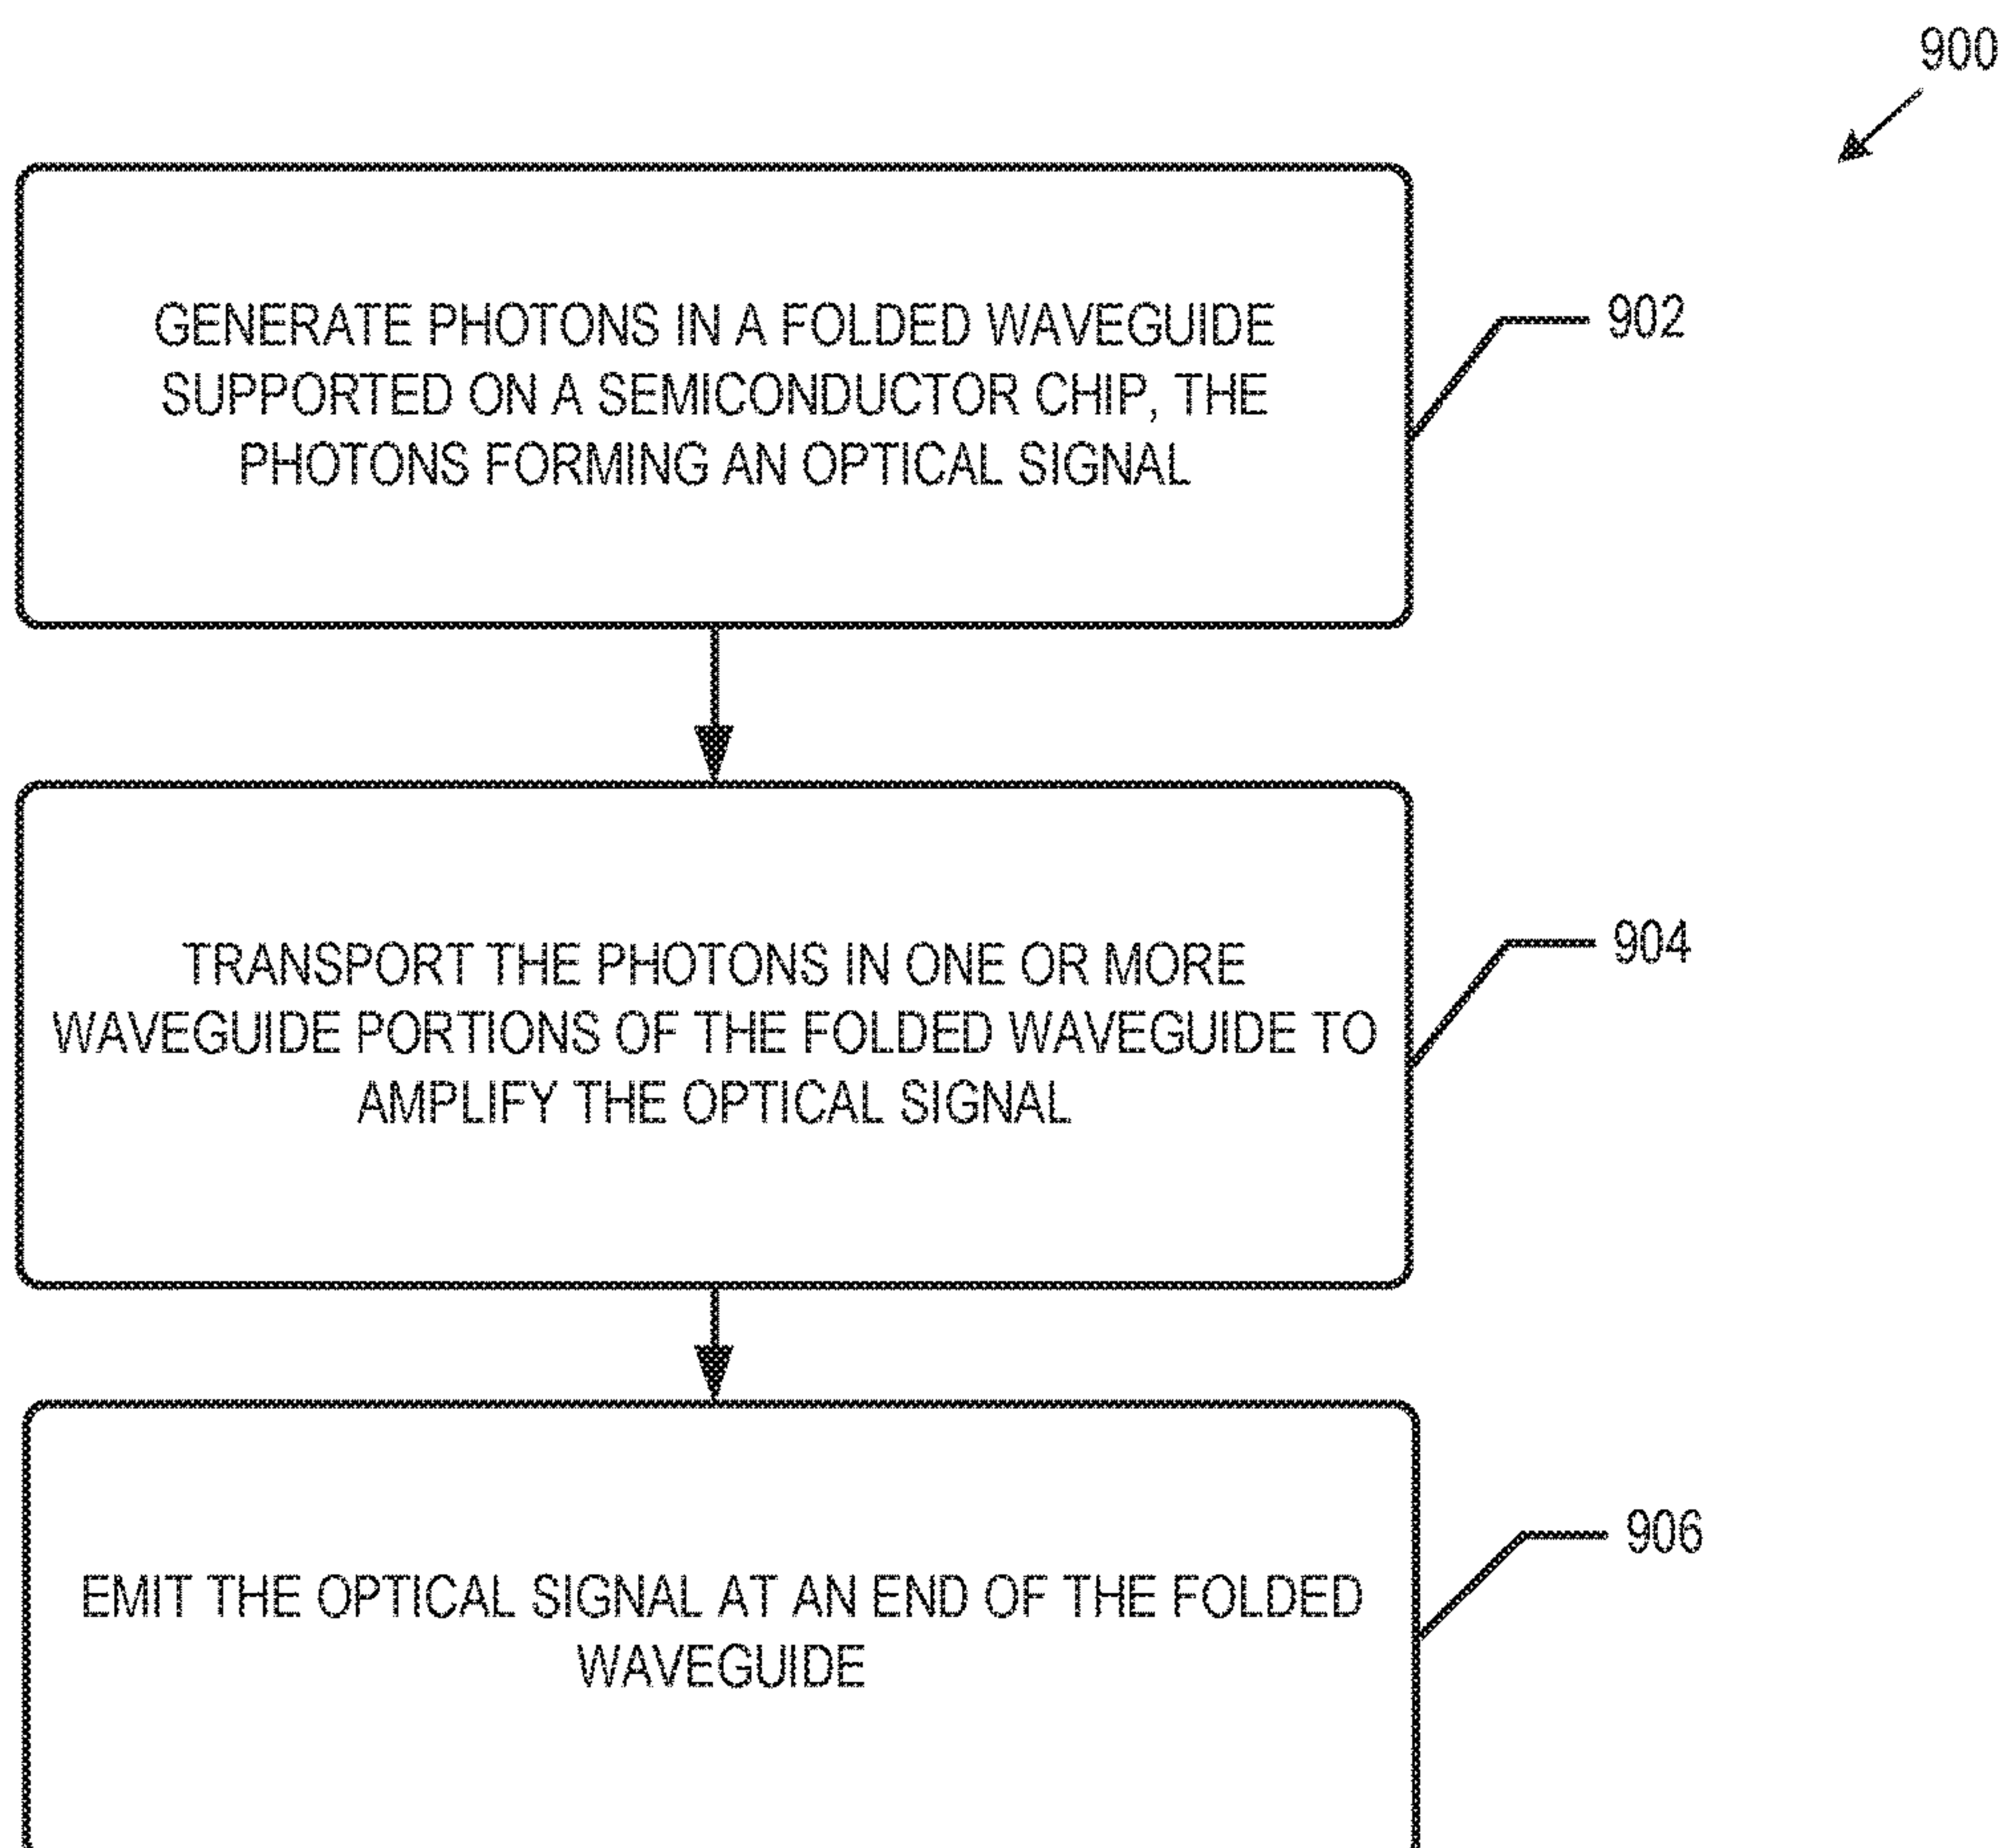 900
GENERATE PHOTONS IN A FOLDED WAVEGUIDE
SUPPORTED ON A SEMICONDUCTOR CHIP, THE
PHOTONS FORMING AN OPTICAL SIGNAL
902
TRANSPORT THE PHOTONS IN ONE OR MORE
WAVEGUIDE PORTIONS OF THE FOLDED WAVEGUIDE TO
AMPLIFY THE OPTICAL SIGNAL
904
EMIT THE OPTICAL SIGNAL AT AN END OF THE FOLDED
WAVEGUIDE
906